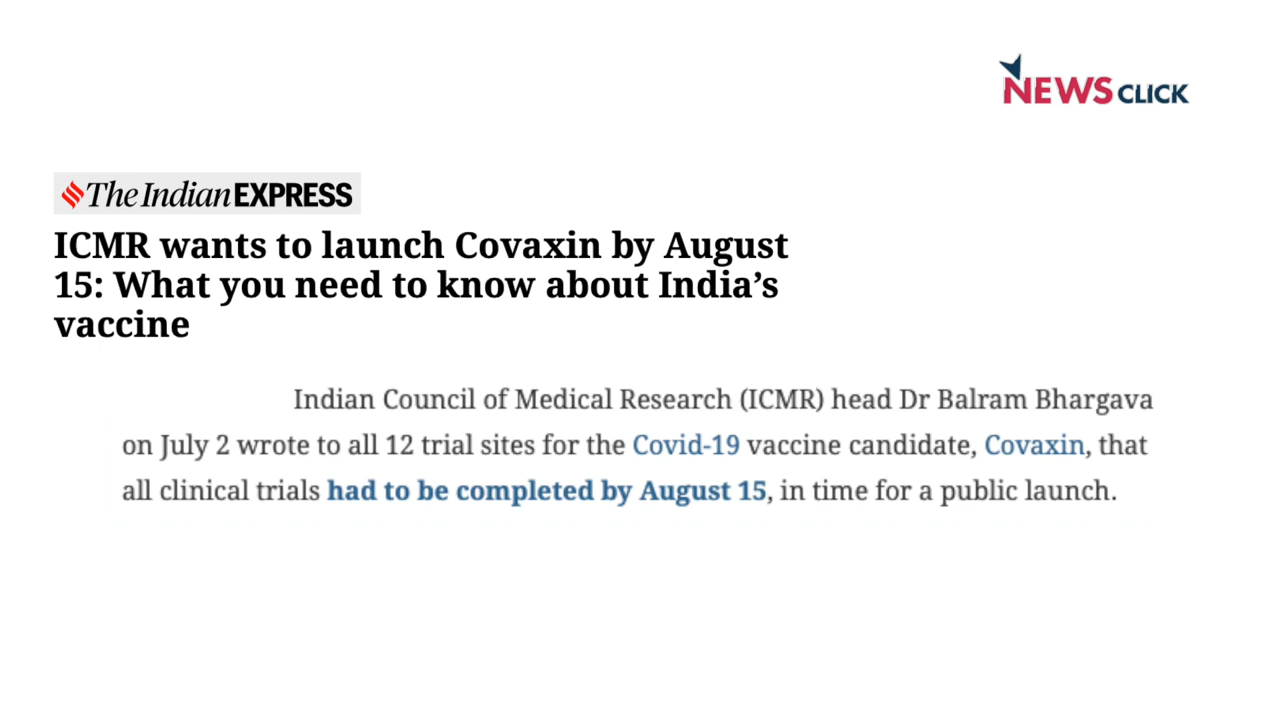 NEWSCLICK
The Indian EXPRESS
ICMR wants to launch Covaxin by August
15: What you need to know about India’s
vaccine
Indian Council of Medical Research (ICMR) head Dr Balram Bhargava
on July 2 wrote to all 12 trial sites for the Covid-19 vaccine candidate, Covaxin, that
all clinical trials had to be completed by August 15, in time for a public launch.